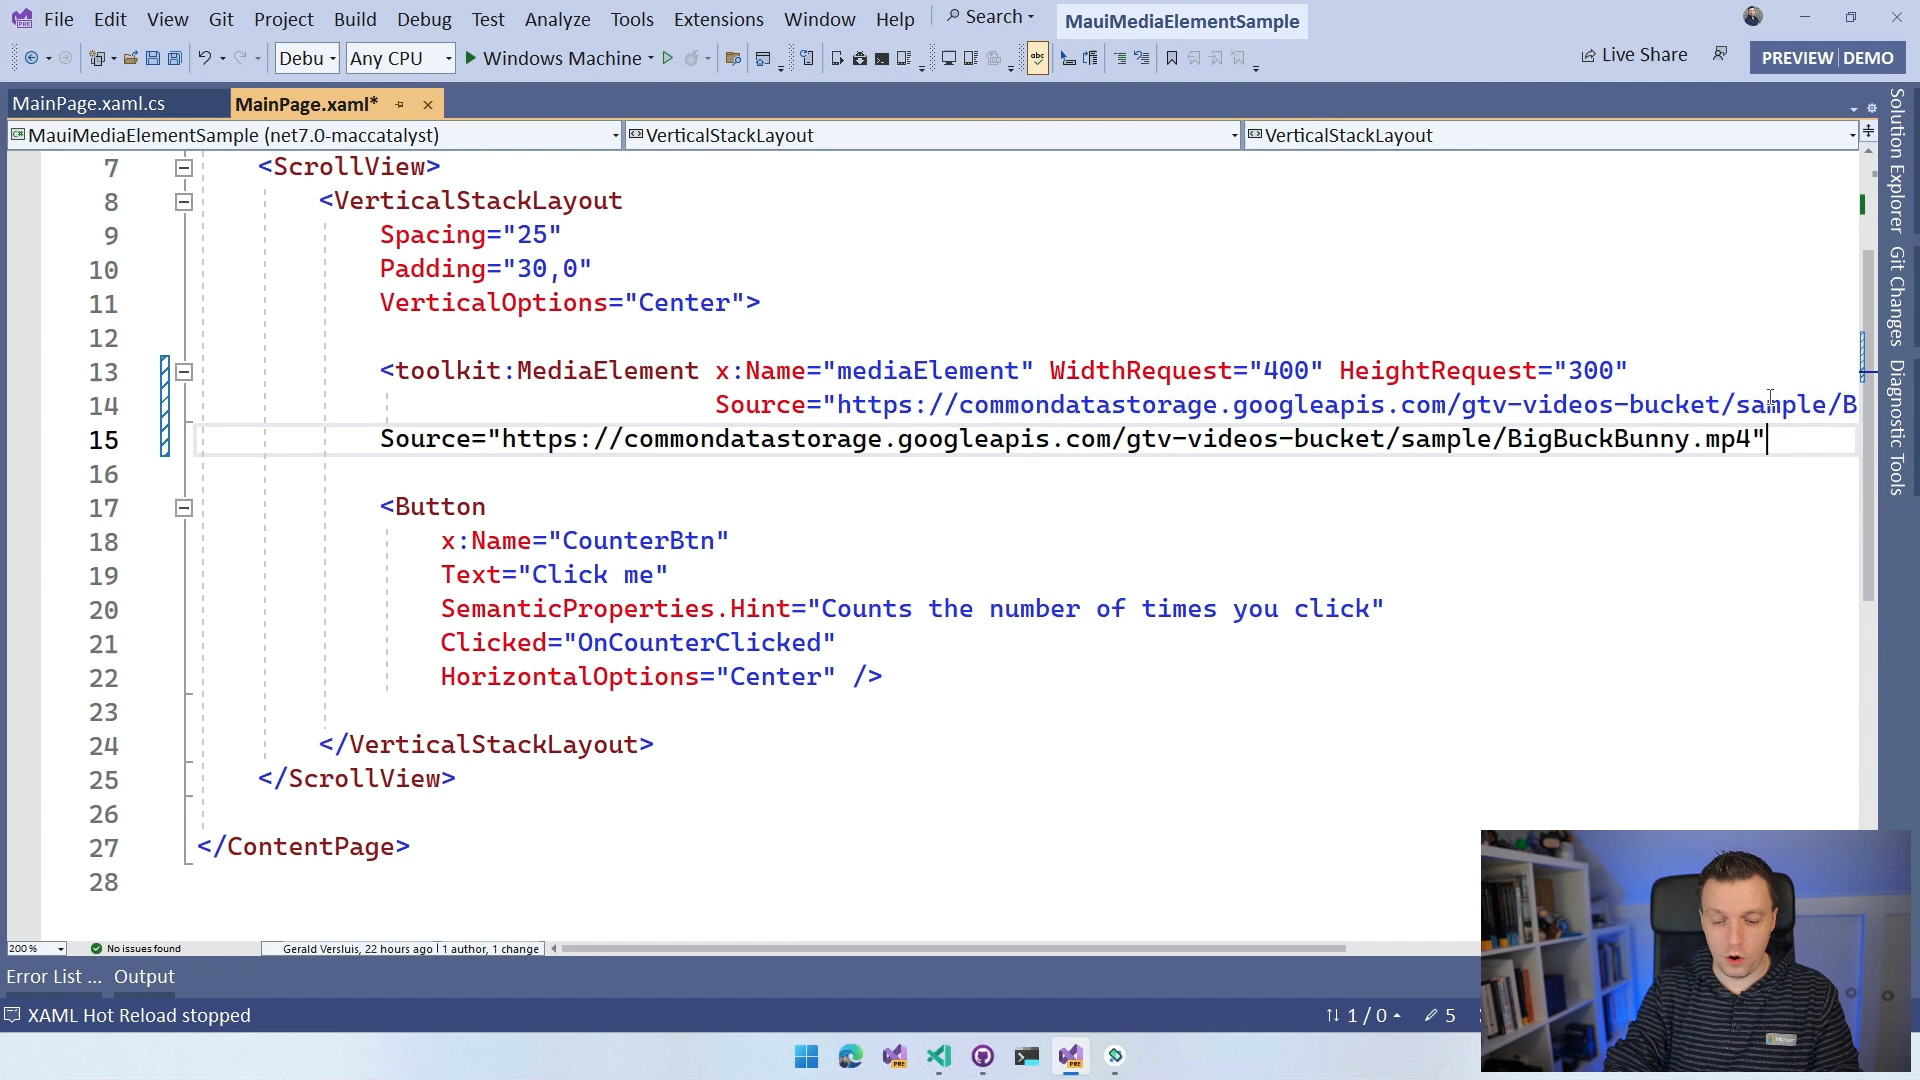 File Edit View Git Project Build Debug Test Analyze Tools Extensions Window Help Search MauiMediaElementSample
Debu Any CPU Windows Machine abc Live Share PREVIEW DEMO
MainPage.xaml.cs MainPage.xaml*
MauiMediaElementSample (net7.0-maccatalyst) VerticalStackLayout VerticalStackLayout
7 <ScrollView>
8 <VerticalStackLayout
9 Spacing="25"
10 Padding="30,0"
11 VerticalOptions="Center">
12
13 <toolkit:MediaElement x:Name="mediaElement" WidthRequest="400" HeightRequest="300"
14 Source="https://commondatastorage.googleapis.com/gtv-videos-bucket/sample/B
15 Source="https://commondatastorage.googleapis.com/gtv-videos-bucket/sample/BigBuckBunny.mp4"
16
17 <Button
18 x:Name="CounterBtn"
19 Text="Click me"
20 SemanticProperties.Hint="Counts the number of times you click"
21 Clicked="OnCounterClicked"
22 HorizontalOptions="Center" />
23
24 </VerticalStackLayout>
25 </ScrollView>
26
27 </ContentPage>
28
Solution Explorer
Git Changes
Diagnostic Tools
200 % No issues found Gerald Versluis, 22 hours ago | 1 author, 1 change
Error List ... Output
XAML Hot Reload stopped 1 / 0 5